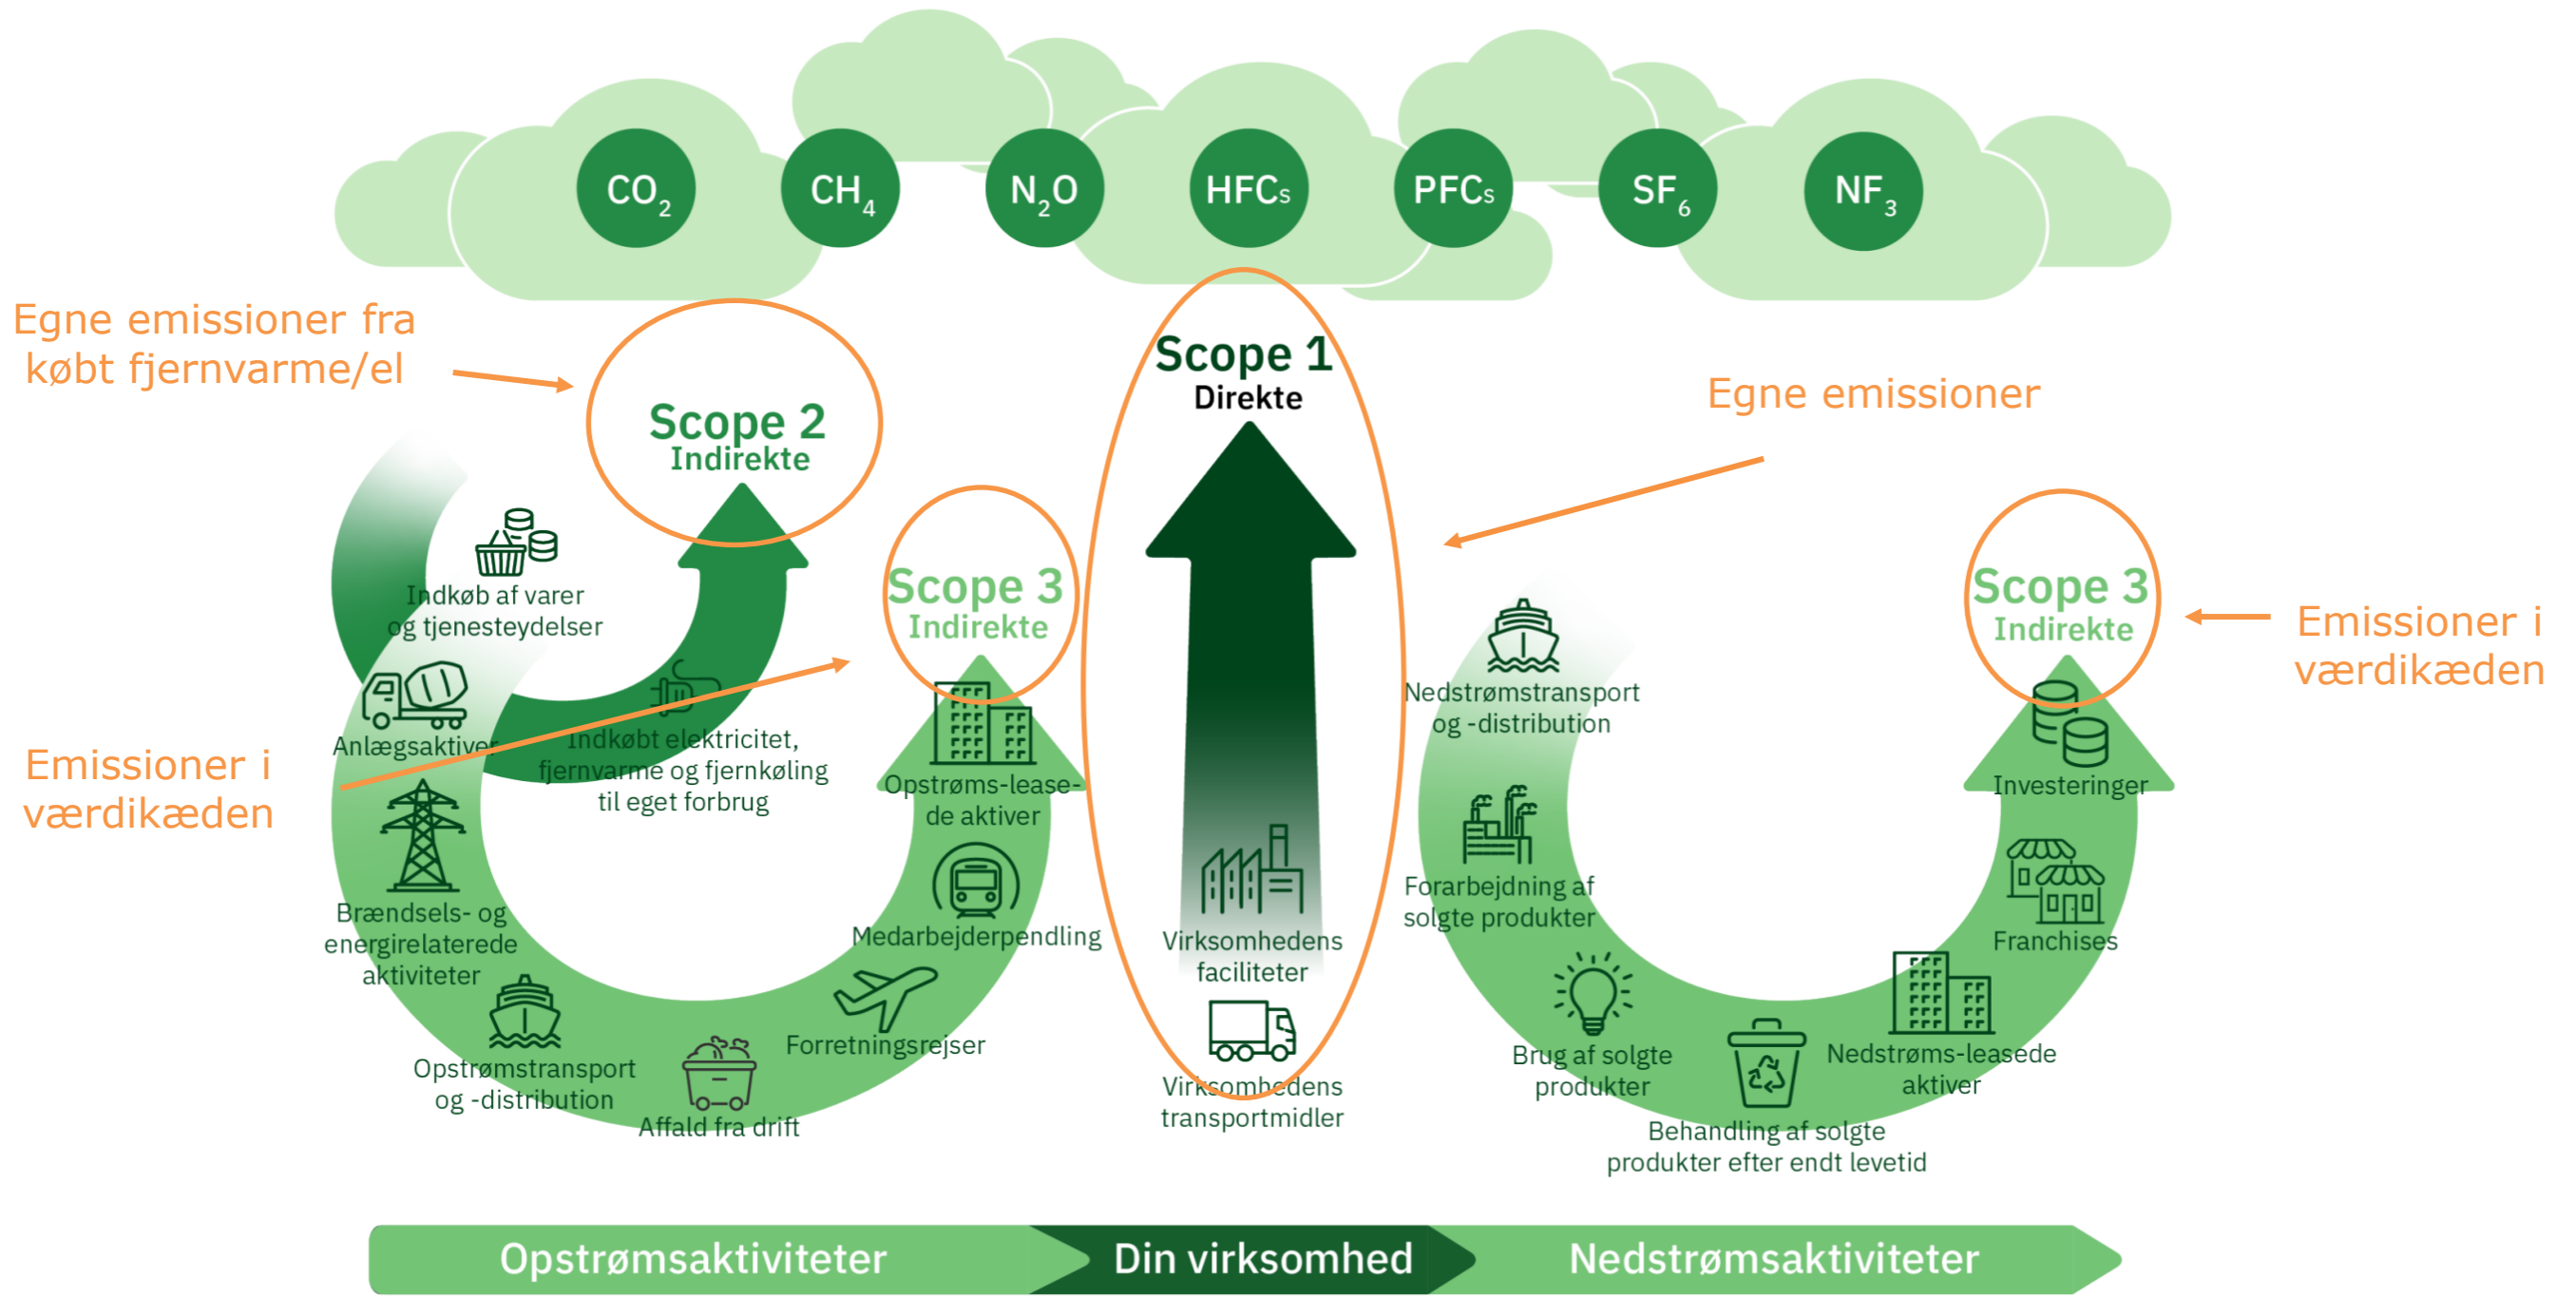 CO2
CH4
N2O
HFCs
PFCs
SF6
NF3
Egne emissioner fra
købt fjernvarme/el
Scope 2
Indirekte
Scope 1
Direkte
Egne emissioner
Scope 3
Indirekte
Scope 3
Indirekte
Emissioner i
værdikæden
Emissioner i
værdikæden
Indkøb af varer
og tjenesteydelser
Anlægsaktiver
Indkøbt elektricitet,
fjernvarme og fjernkøling
til eget forbrug
Brændsels- og
energirelaterede
aktiviteter
Opstrømstransport
og -distribution
Affald fra drift
Forretningsrejser
Medarbejderpendling
Opstrøms-lease-
de aktiver
Virksomhedens
faciliteter
Virksomhedens
transportmidler
Nedstrømstransport
og -distribution
Forarbejdning af
solgte produkter
Brug af solgte
produkter
Behandling af solgte
produkter efter endt levetid
Nedstrøms-leasede
aktiver
Franchises
Investeringer
Opstrømsaktiviteter
Din virksomhed
Nedstrømsaktiviteter